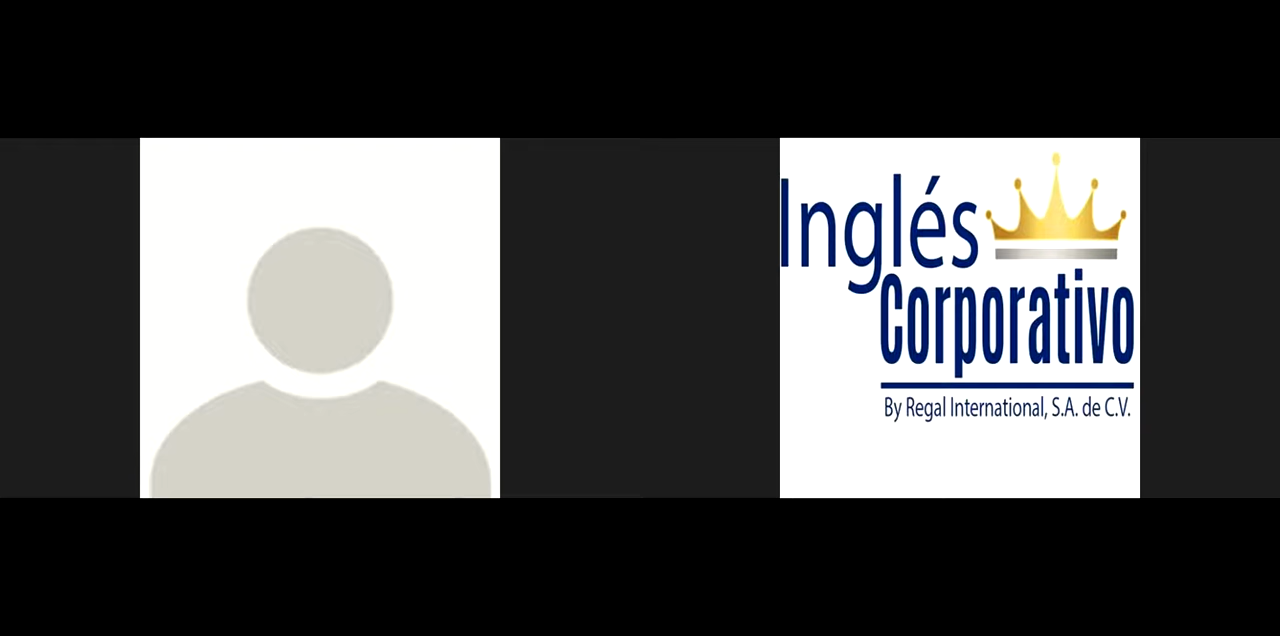 Inglés
Corporativo
By Regal International, S.A. de C.V.